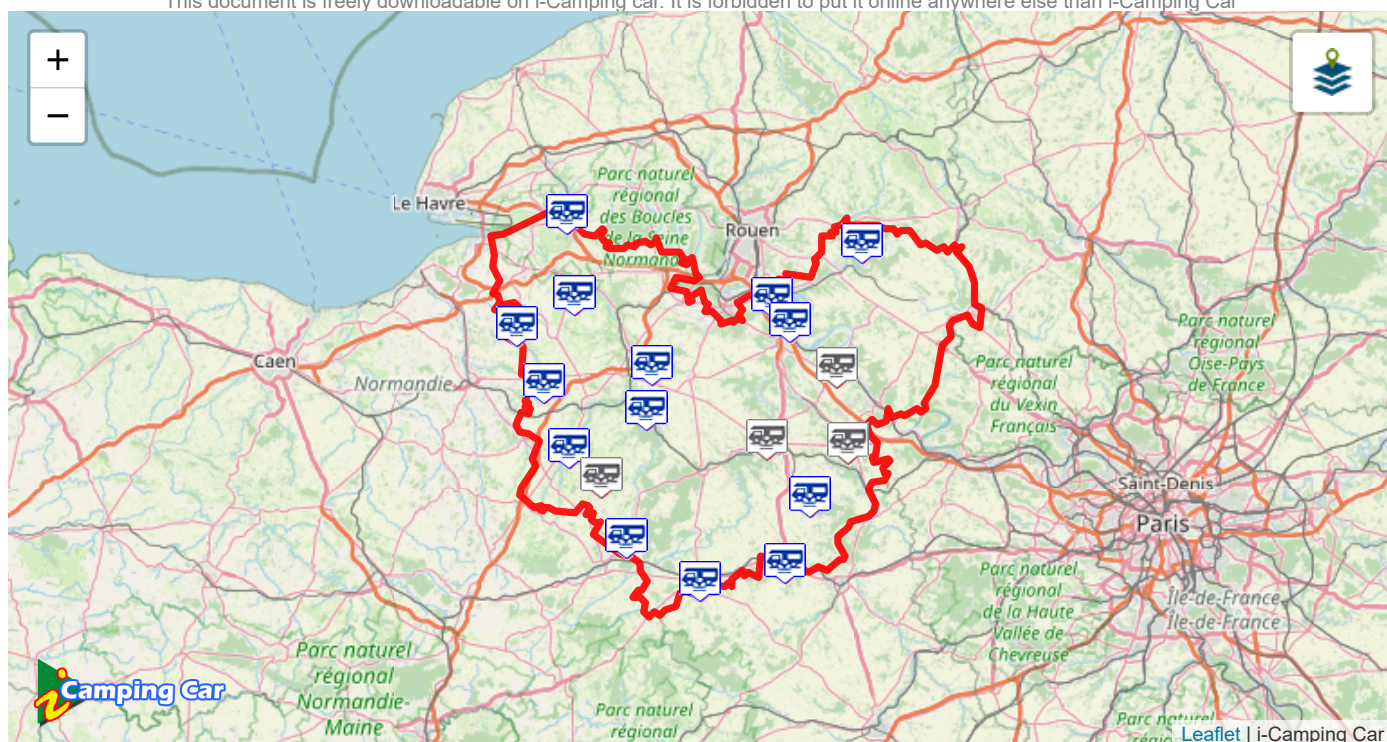 This document is freely downloadable on i-Camping car. It is forbidden to put it online anywhere else than i-Camping Car
+
−
Parc naturel
régional
des Boucles
de la Seine
Normand
Le Havre
Rouen
Caen
Normandie
Parc naturel
régional
Oise-Pays
de France
Parc naturel
régional
du Vexin
Français
Saint-Denis
Paris
Parc naturel
régional
de la Haute
Vallée de
Chevreuse
Île-de-France
Île-de-France
Parc naturel
régional
Normandie-
Maine
Parc naturel
régional
Parc naturel
i Camping Car
Leaflet | i-Camping Car